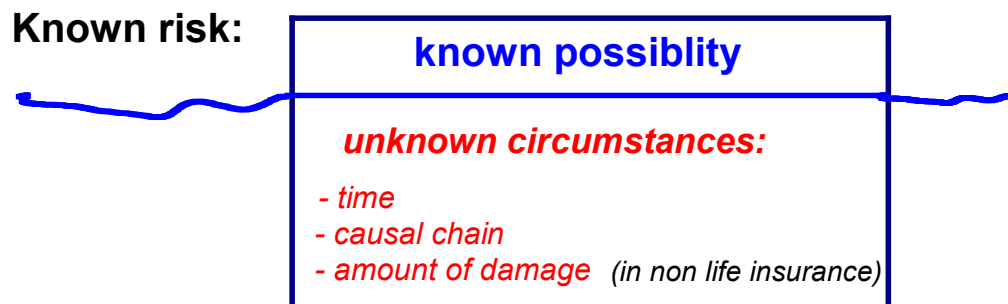 Known risk:
known possiblity
unknown circumstances:
- time
- causal chain
- amount of damage (in non life insurance)